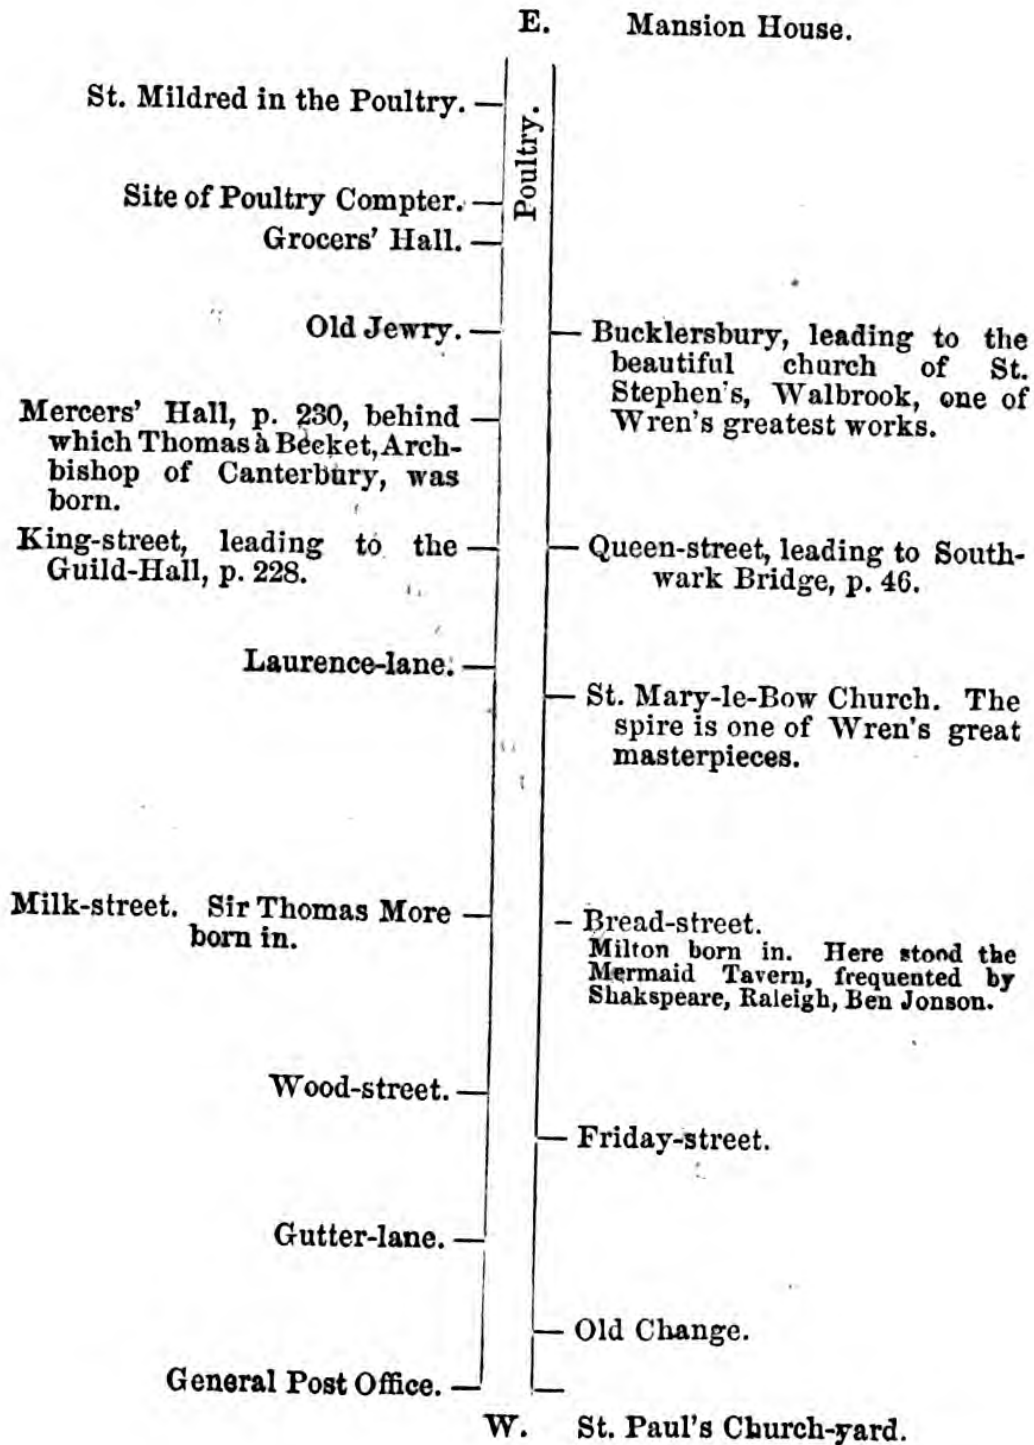 E. Mansion House.
St. Mildred in the Poultry.
Poultry.
Site of Poultry Compter.
Grocers' Hall.
Old Jewry.
Bucklersbury, leading to the
beautiful church of St.
Stephen's, Walbrook, one of
Wren's greatest works.
Mercers' Hall, p. 230, behind
which Thomas à Becket, Arch-
bishop of Canterbury, was
born.
King-street, leading to the
Guild-Hall, p. 228.
Queen-street, leading to South-
wark Bridge, p. 46.
Laurence-lane.
St. Mary-le-Bow Church. The
spire is one of Wren's great
masterpieces.
Milk-street. Sir Thomas More
born in.
Bread-street.
Milton born in. Here stood the
Mermaid Tavern, frequented by
Shakspeare, Raleigh, Ben Jonson.
Wood-street.
Friday-street.
Gutter-lane.
Old Change.
General Post Office.
W. St. Paul's Church-yard.